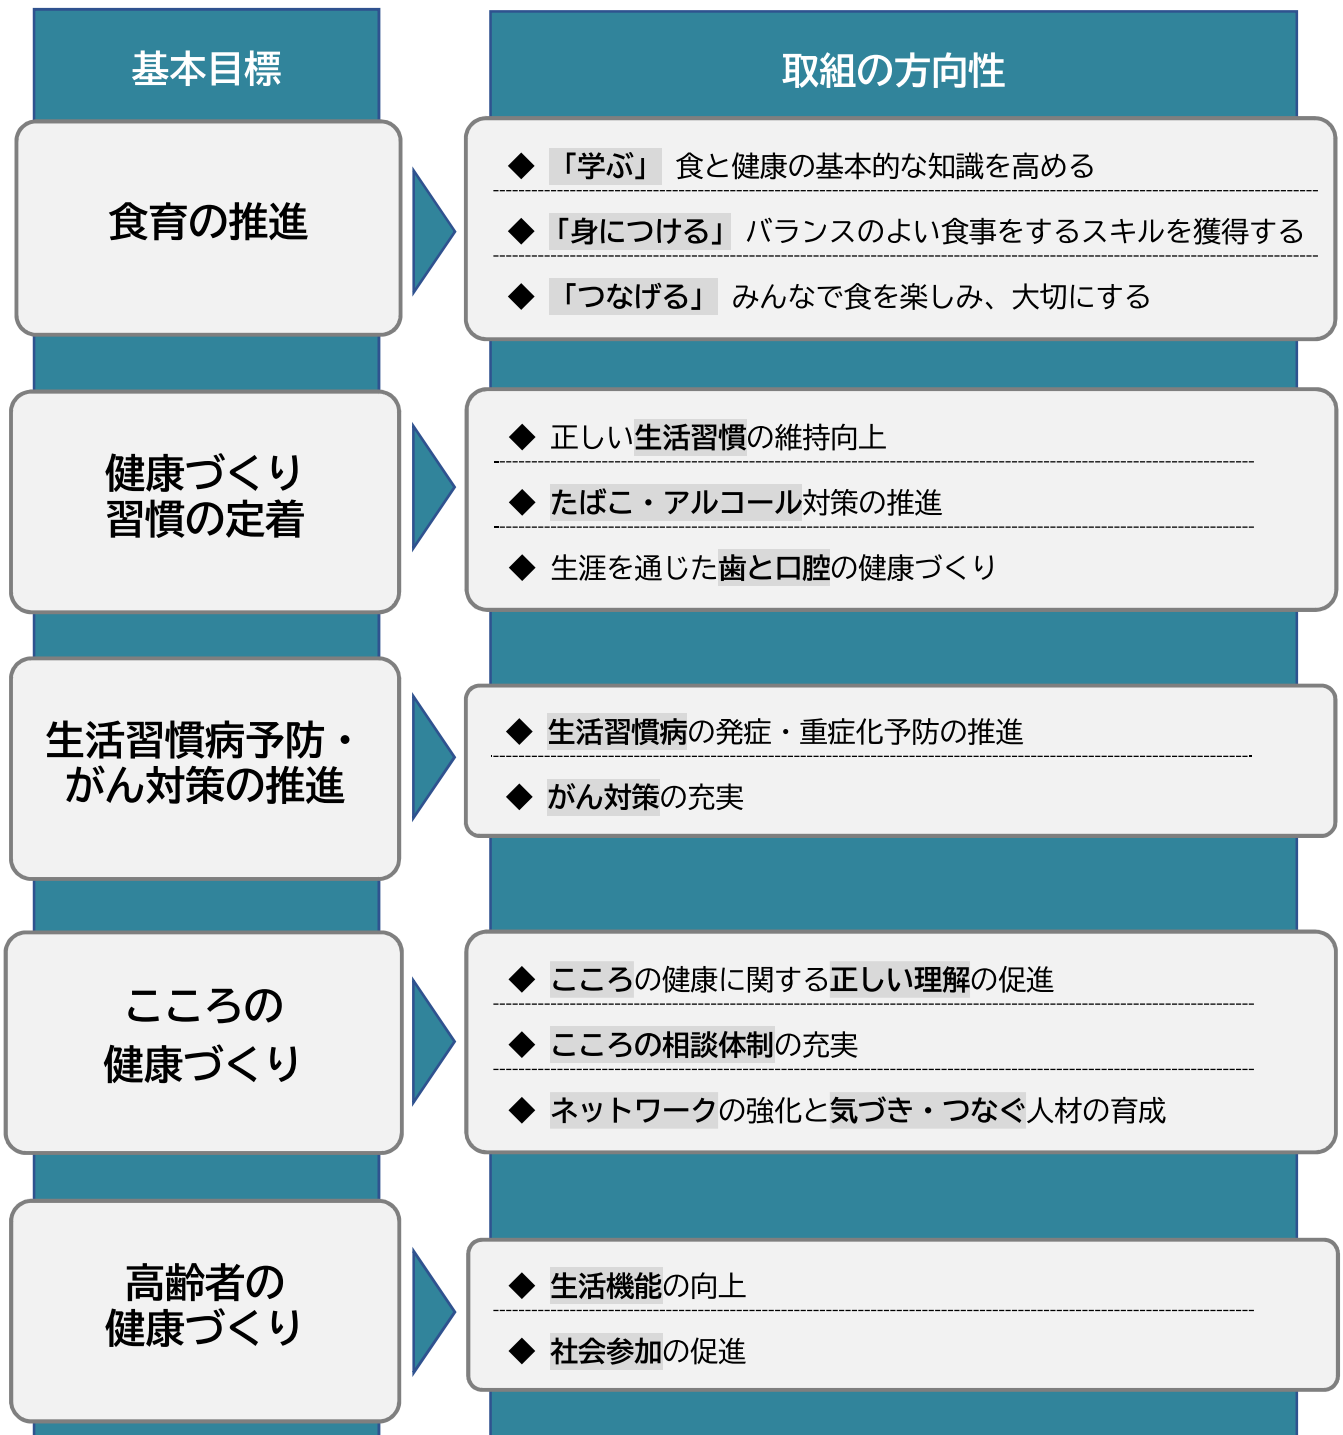 基本目標
取組の方向性
食育の推進
◆ 「学ぶ」 食と健康の基本的な知識を高める
◆ 「身につける」 バランスのよい食事をするスキルを獲得する
◆ 「つなげる」 みんなで食を楽しみ、大切にする
健康づくり
習慣の定着
◆ 正しい生活習慣の維持向上
◆ たばこ・アルコール対策の推進
◆ 生涯を通じた歯と口腔の健康づくり
生活習慣病予防・
がん対策の推進
◆ 生活習慣病の発症・重症化予防の推進
◆ がん対策の充実
こころの
健康づくり
◆ こころの健康に関する正しい理解の促進
◆ こころの相談体制の充実
◆ ネットワークの強化と気づき・つなぐ人材の育成
高齢者の
健康づくり
◆ 生活機能の向上
◆ 社会参加の促進